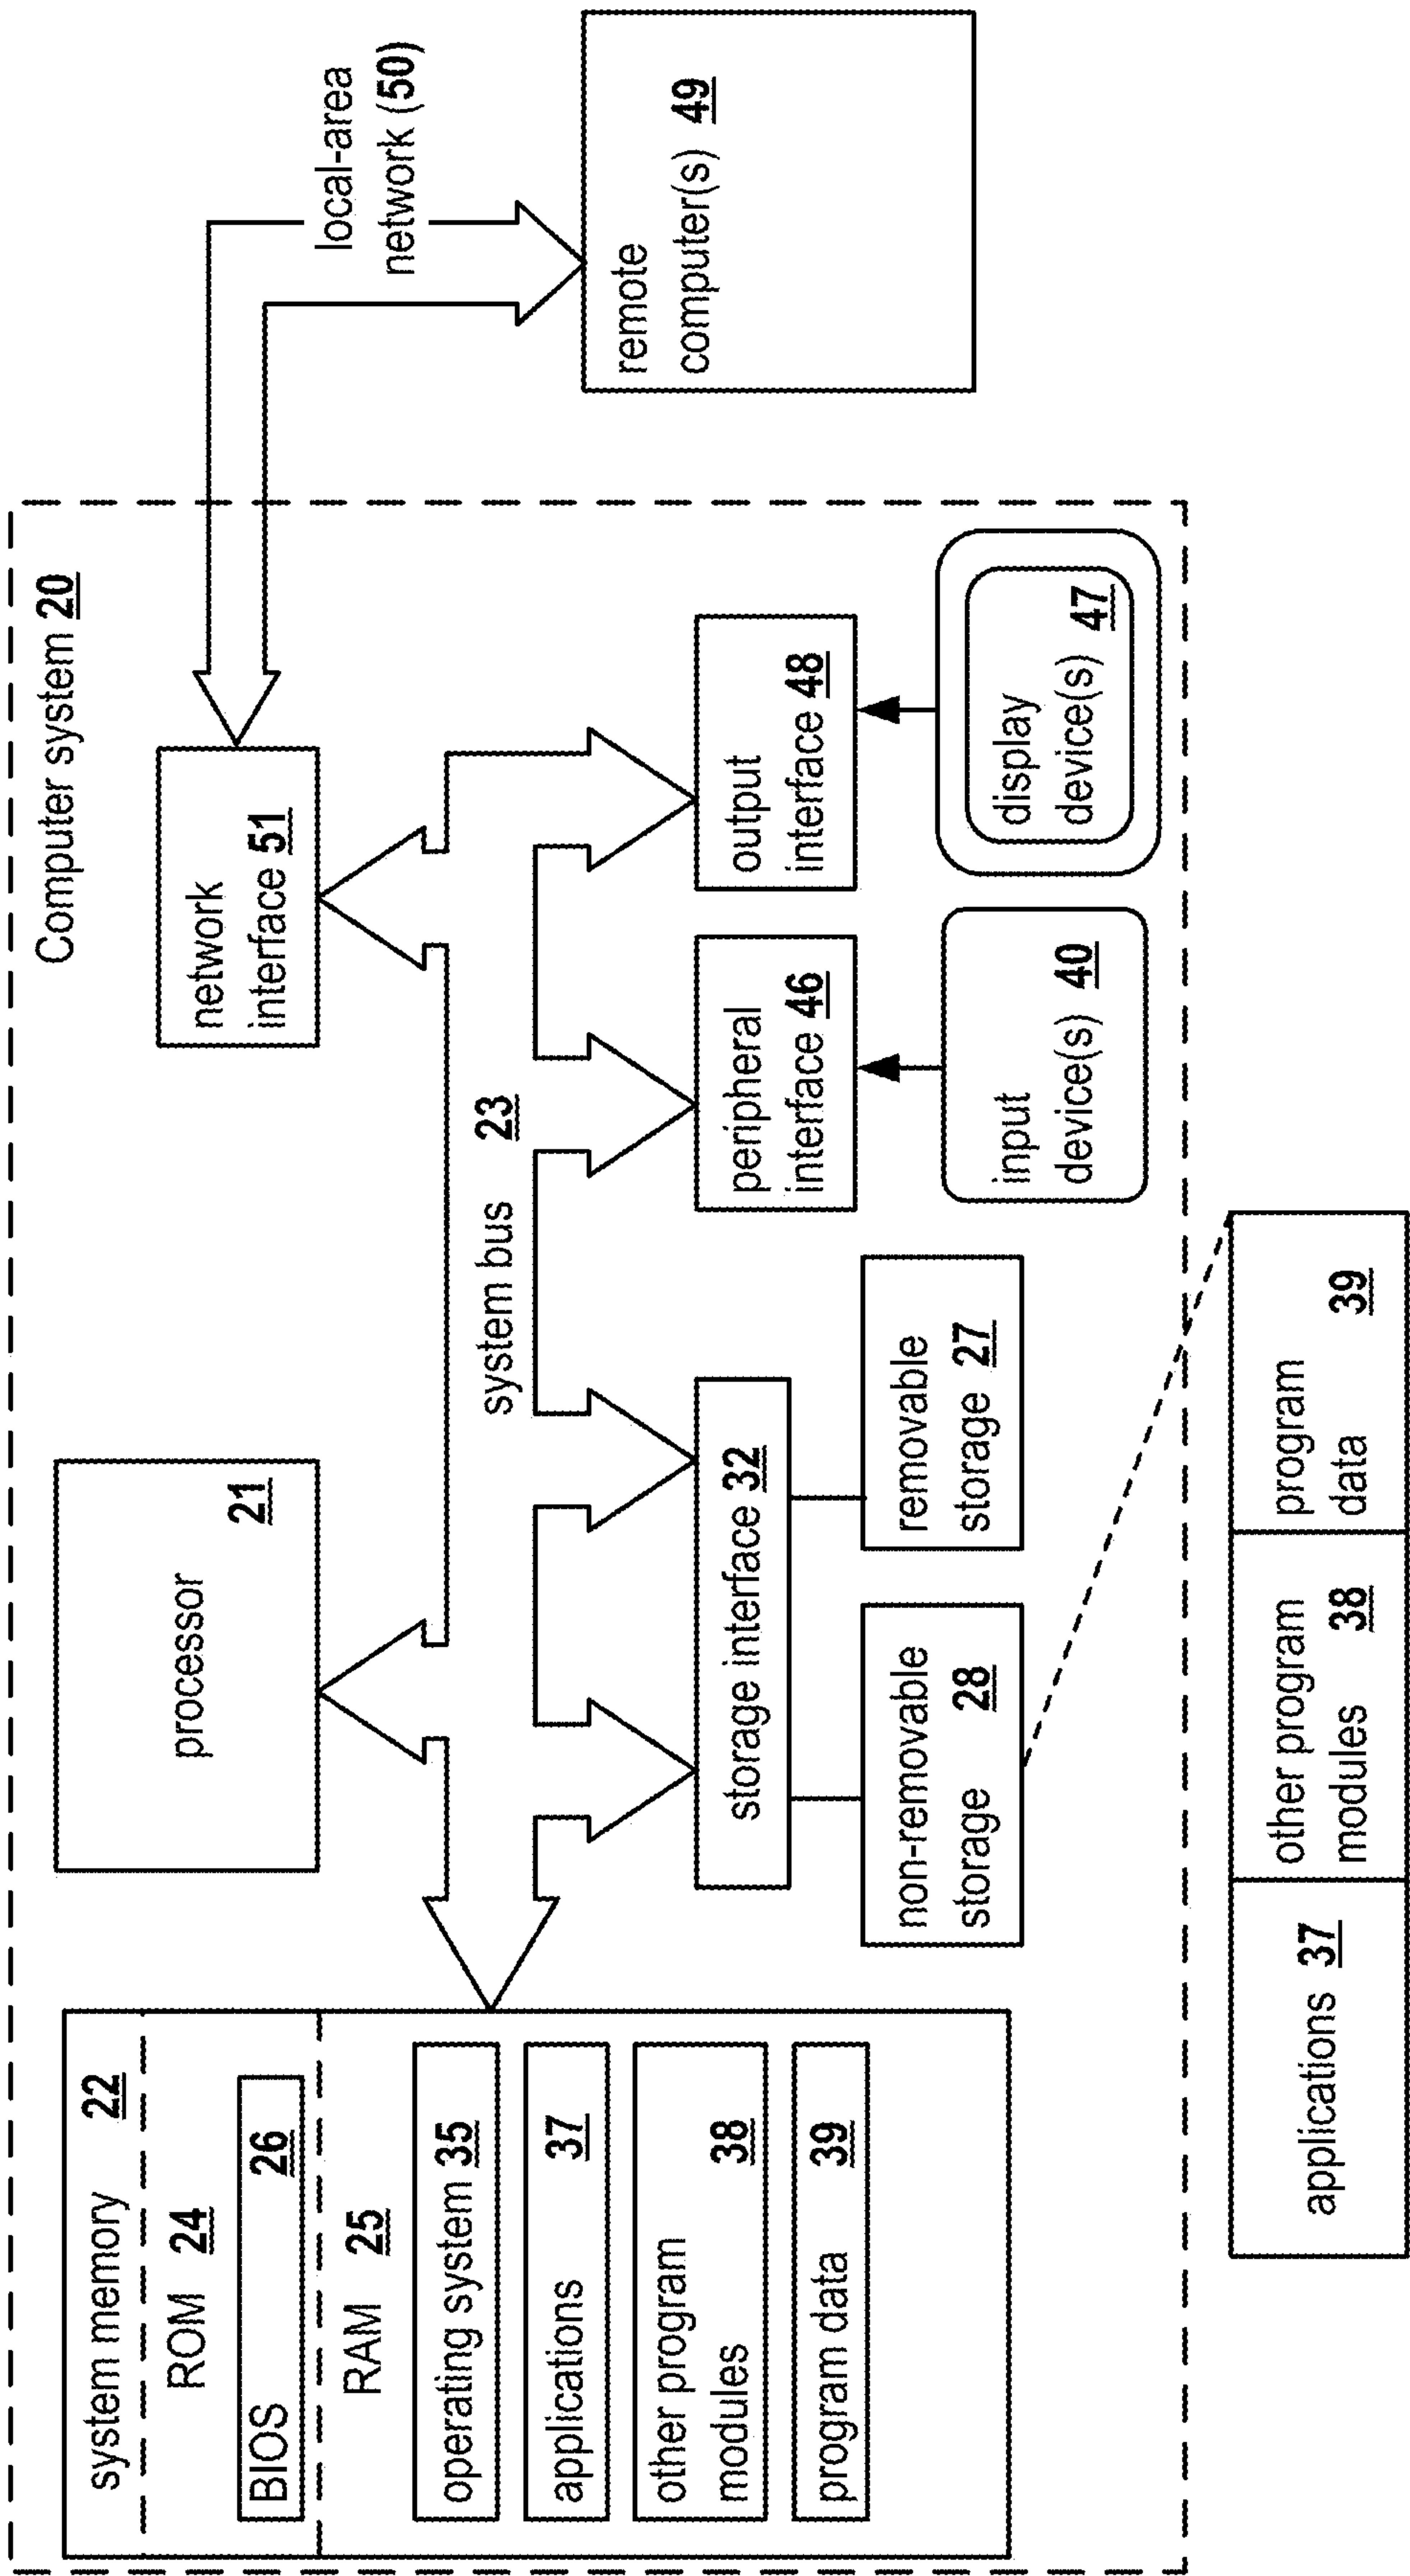 Computer system 20
system memory 22
ROM 24
BIOS 26
RAM 25
operating system 35
applications 37
other program
modules 38
program data 39
processor 21
network
interface 51
local-area
network (50)
system bus 23
storage interface 32
peripheral
interface 46
output
interface 48
remote
computer(s) 49
non-removable
storage 28
removable
storage 27
input
device(s) 40
display
device(s) 47
applications 37
other program
modules 38
program
data 39